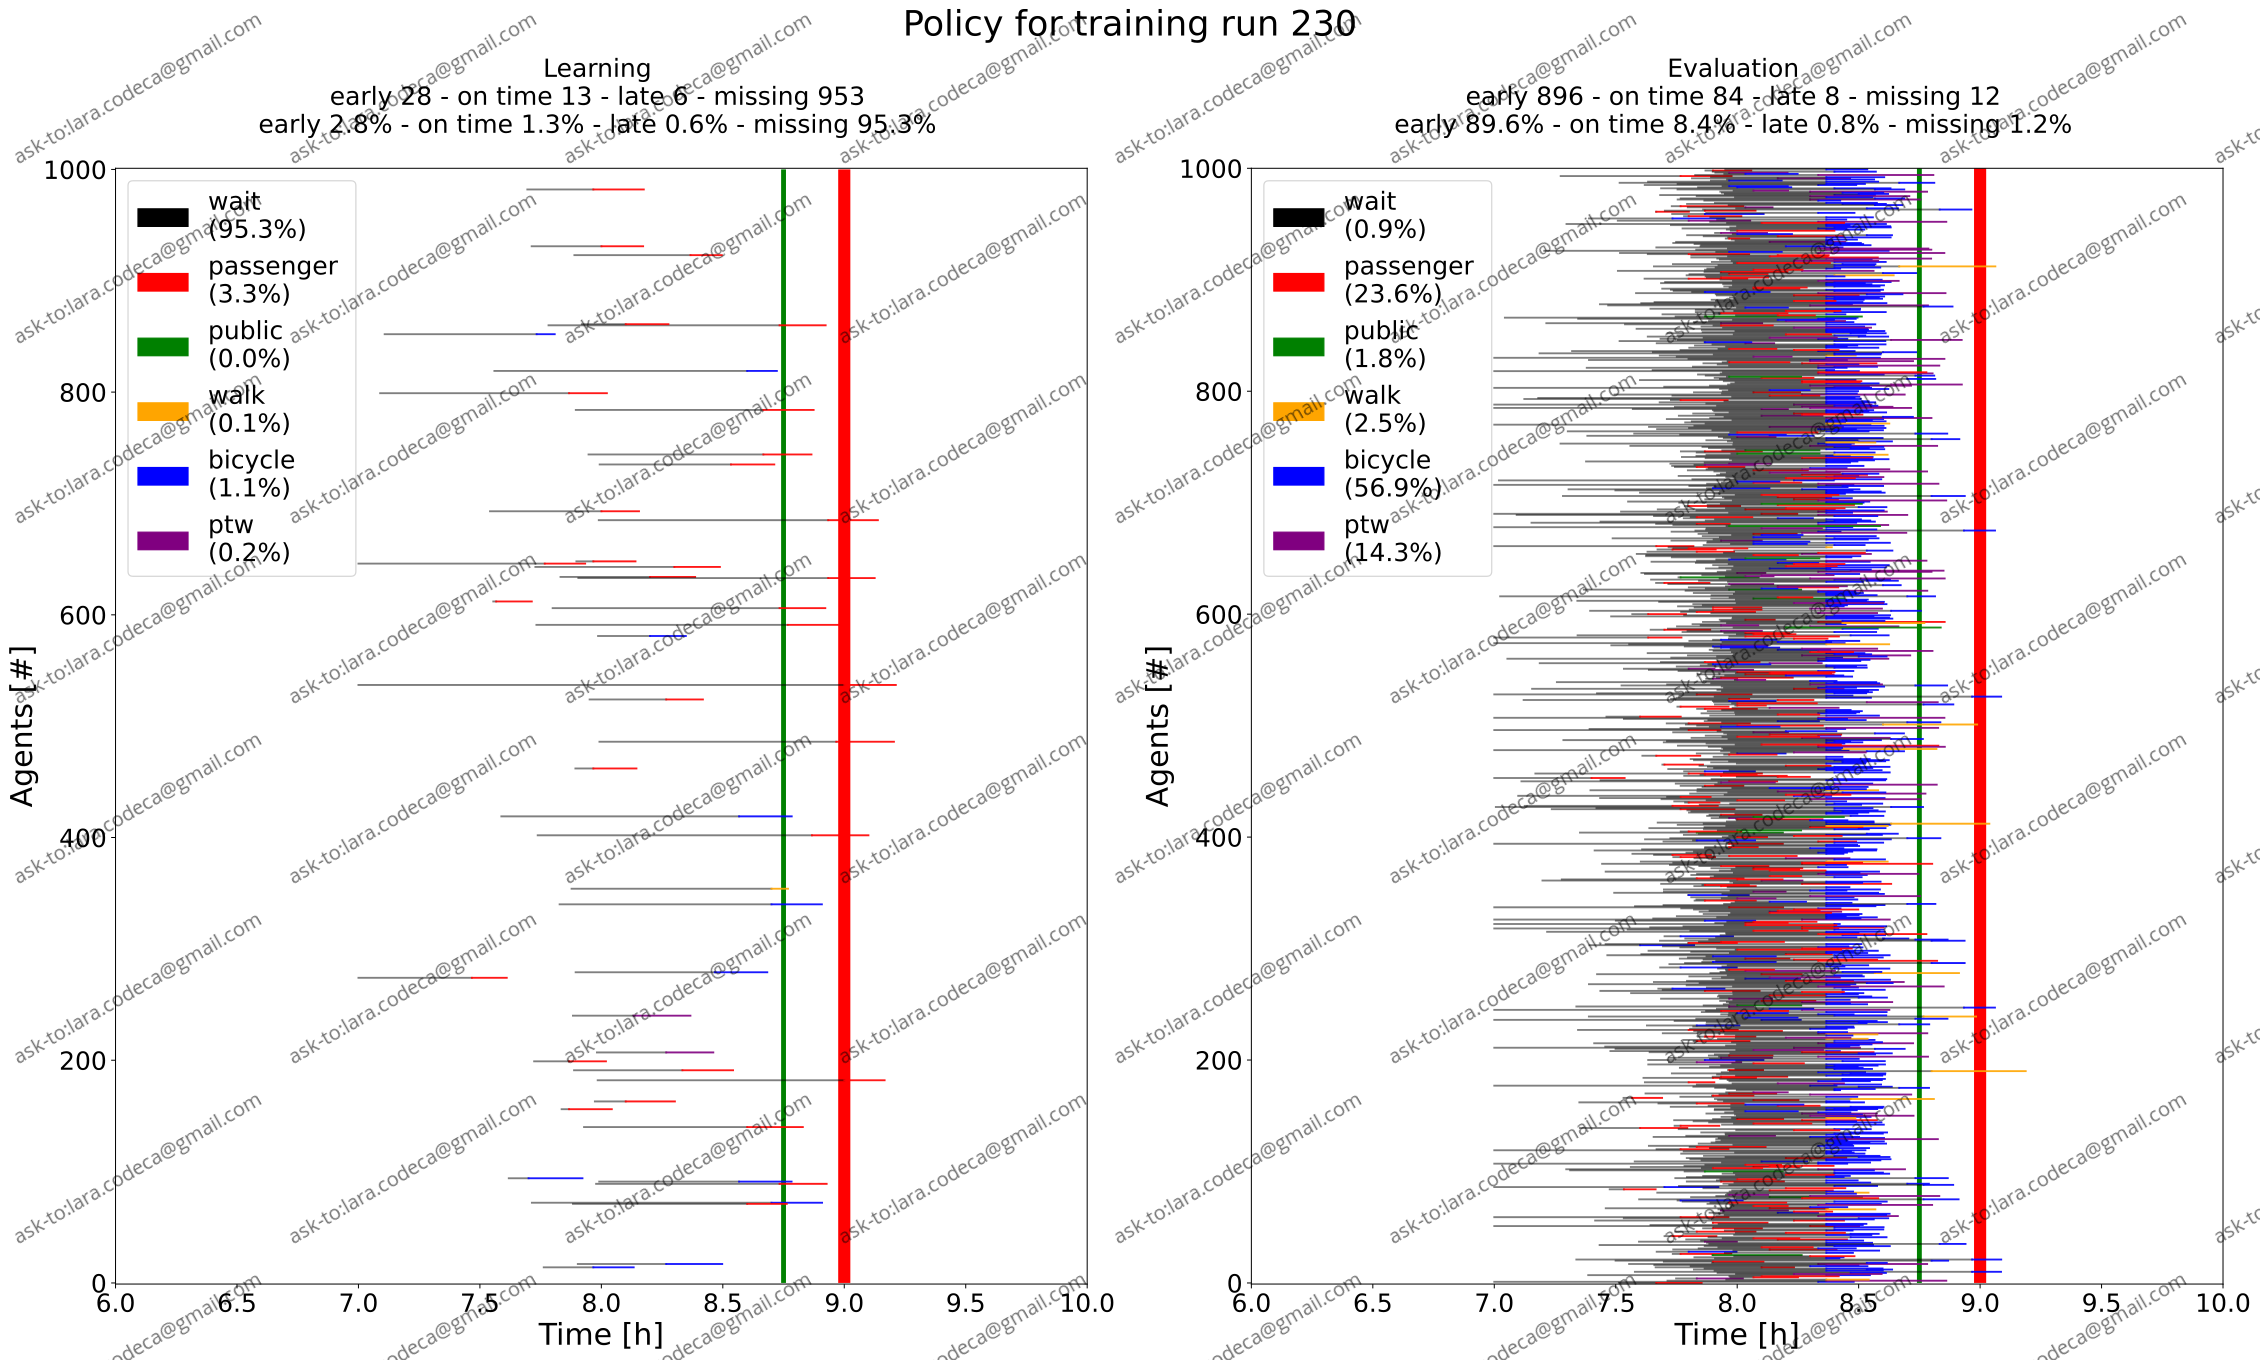 Policy for training run 230
Learning
early 28 - on time 13 - late 6 - missing 953
early 2.8% - on time 1.3% - late 0.6% - missing 95.3%
1000
800
600
400
200
0
Agents [#]
wait
(95.3%)
passenger
(3.3%)
public
(0.0%)
walk
(0.1%)
bicycle
(1.1%)
ptw
(0.2%)
6.0 6.5 7.0 7.5 8.0 8.5 9.0 9.5 10.0
Time [h]
Evaluation
early 896 - on time 84 - late 8 - missing 12
early 89.6% - on time 8.4% - late 0.8% - missing 1.2%
1000
800
600
400
200
0
Agents [#]
wait
(0.9%)
passenger
(23.6%)
public
(1.8%)
walk
(2.5%)
bicycle
(56.9%)
ptw
(14.3%)
6.0 6.5 7.0 7.5 8.0 8.5 9.0 9.5 10.0
Time [h]
ask-to:lara.codeca@gmail.com